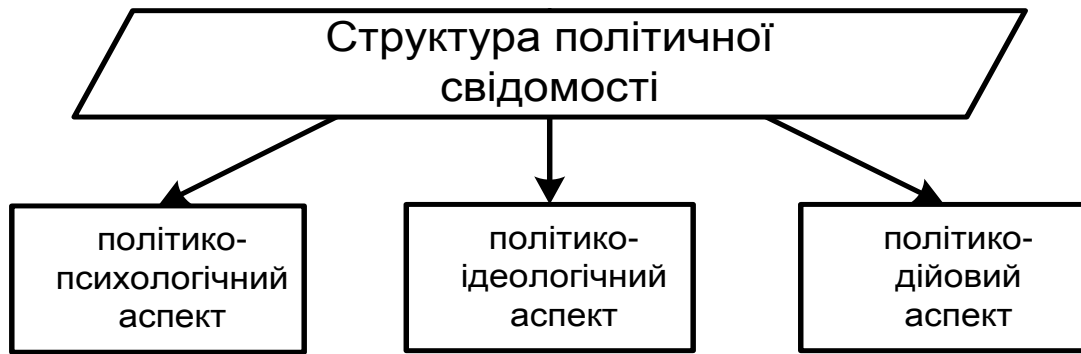 Структура політичної
свідомості
політико-
психологічний
аспект
політико-
ідеологічний
аспект
політико-
дійовий
аспект